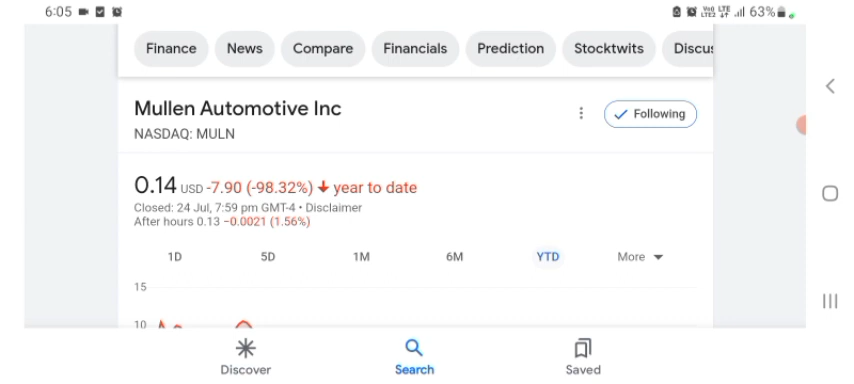 6:05 63%
Finance News Compare Financials Prediction Stocktwits Discus
Mullen Automotive Inc
Following
NASDAQ: MULN
0.14 USD -7.90 (-98.32%) year to date
Closed: 24 Jul, 7:59 pm GMT-4 • Disclaimer
After hours 0.13 −0.0021 (1.56%)
1D 5D 1M 6M YTD More
15
10
Discover Search Saved